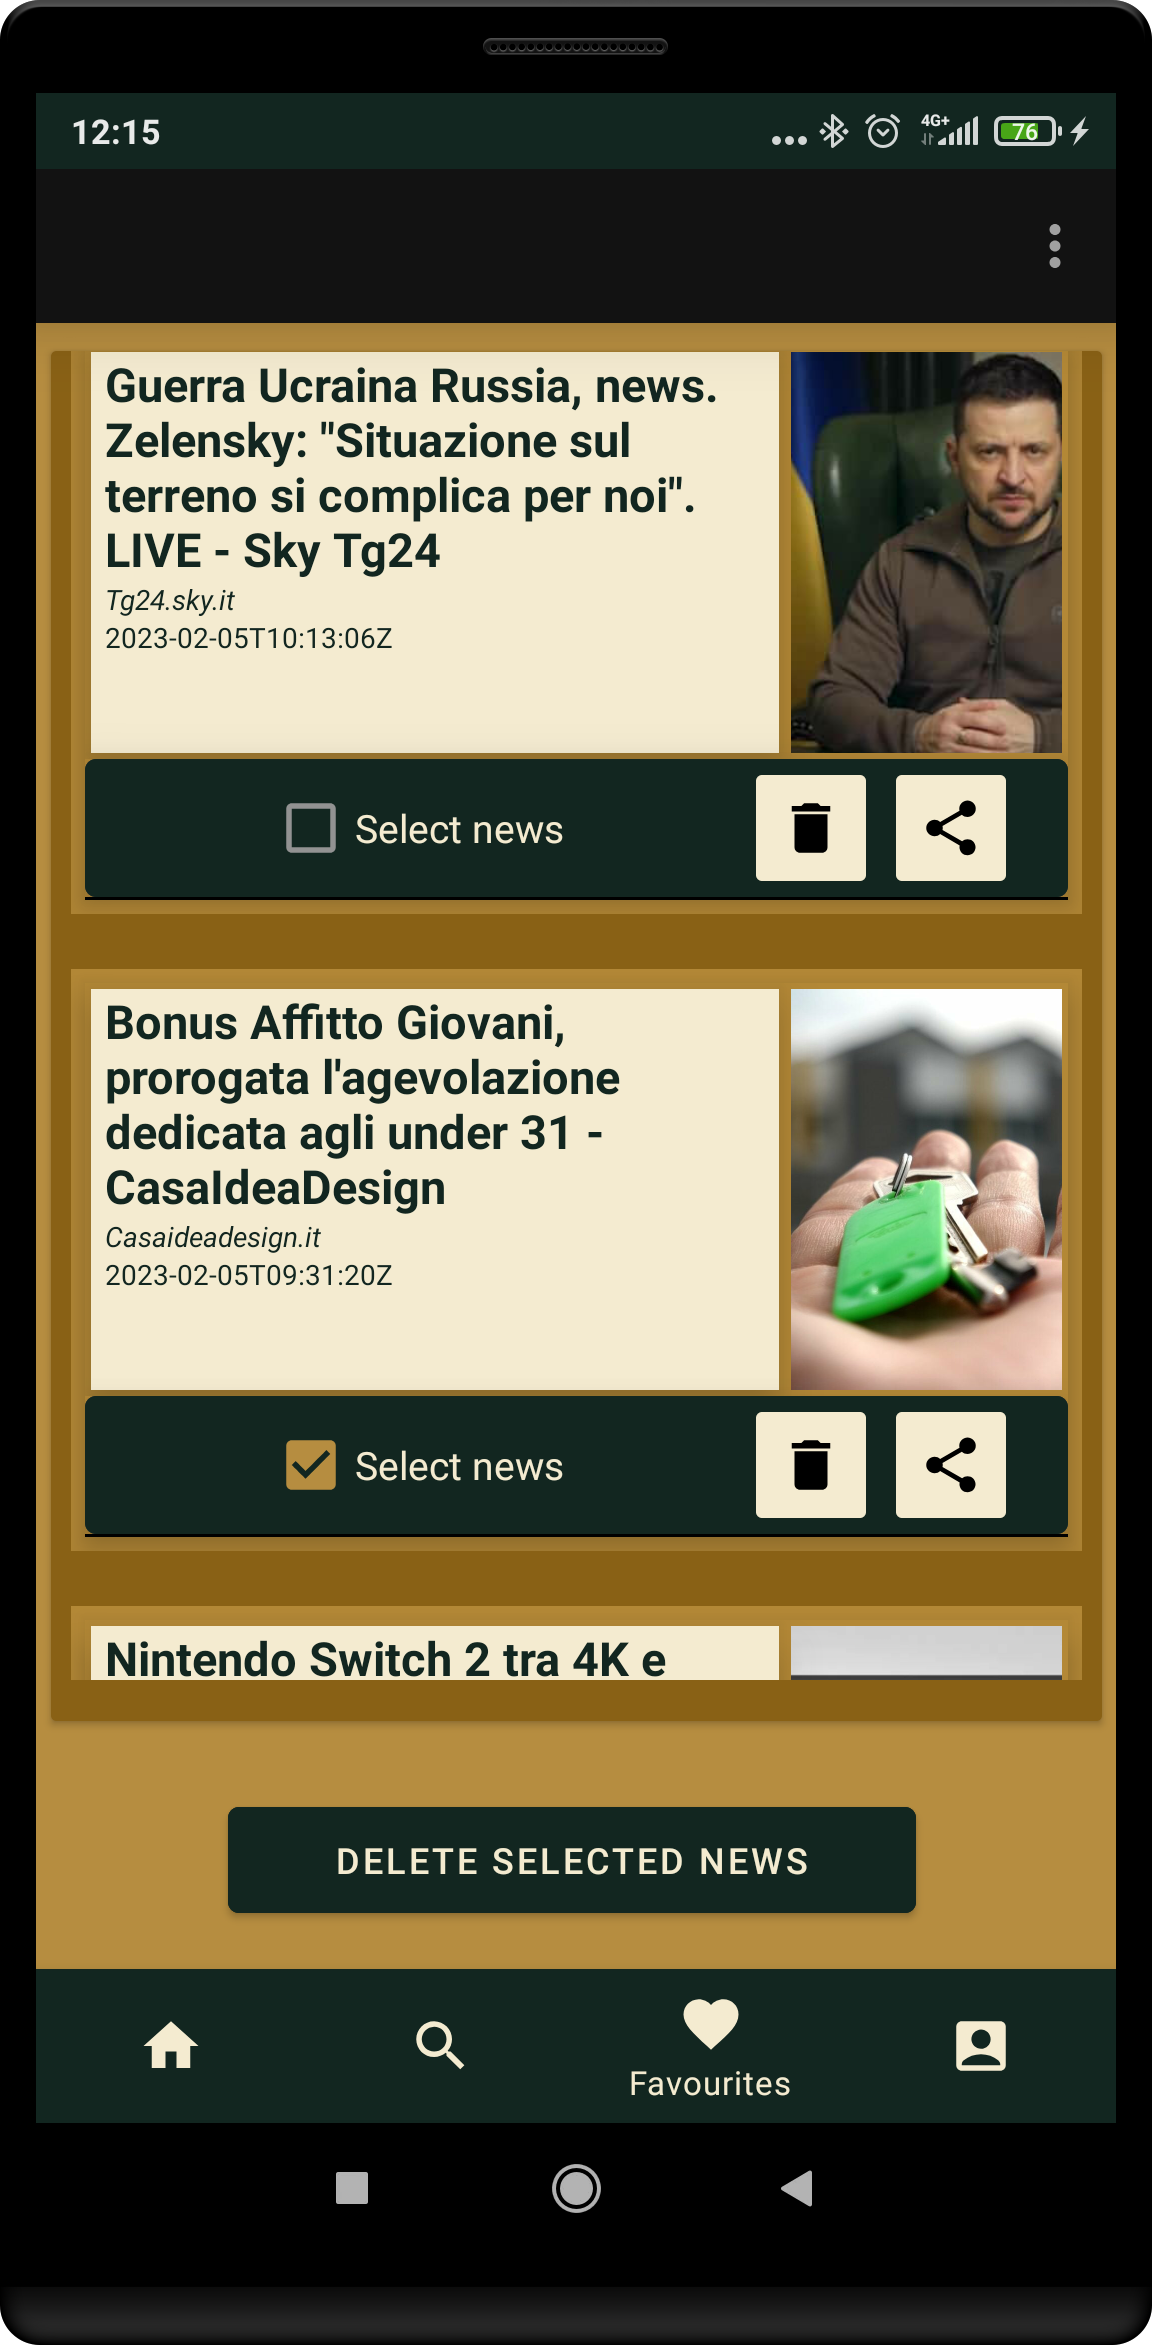 12:15
4G+
76
Guerra Ucraina Russia, news.
Zelensky: "Situazione sul
terreno si complica per noi".
LIVE - Sky Tg24
Tg24.sky.it
2023-02-05T10:13:06Z
Select news
Bonus Affitto Giovani,
prorogata l'agevolazione
dedicata agli under 31 -
CasaIdeaDesign
Casaideadesign.it
2023-02-05T09:31:20Z
Select news
Nintendo Switch 2 tra 4K e
DELETE SELECTED NEWS
Favourites